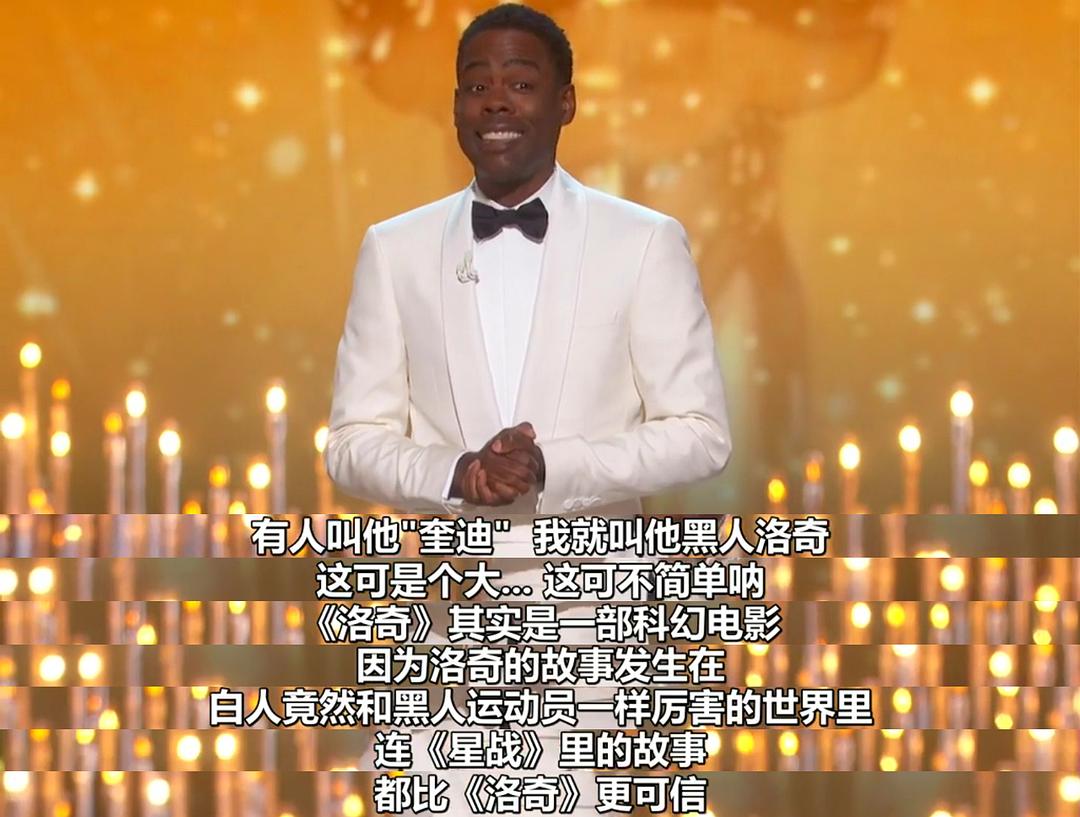 有人叫他"奎迪" 我就叫他黑人洛奇
这可是个大... 这可不简单呐
《洛奇》其实是一部科幻电影
因为洛奇的故事发生在
白人竟然和黑人运动员一样厉害的世界里
连《星战》里的故事
都比《洛奇》更可信